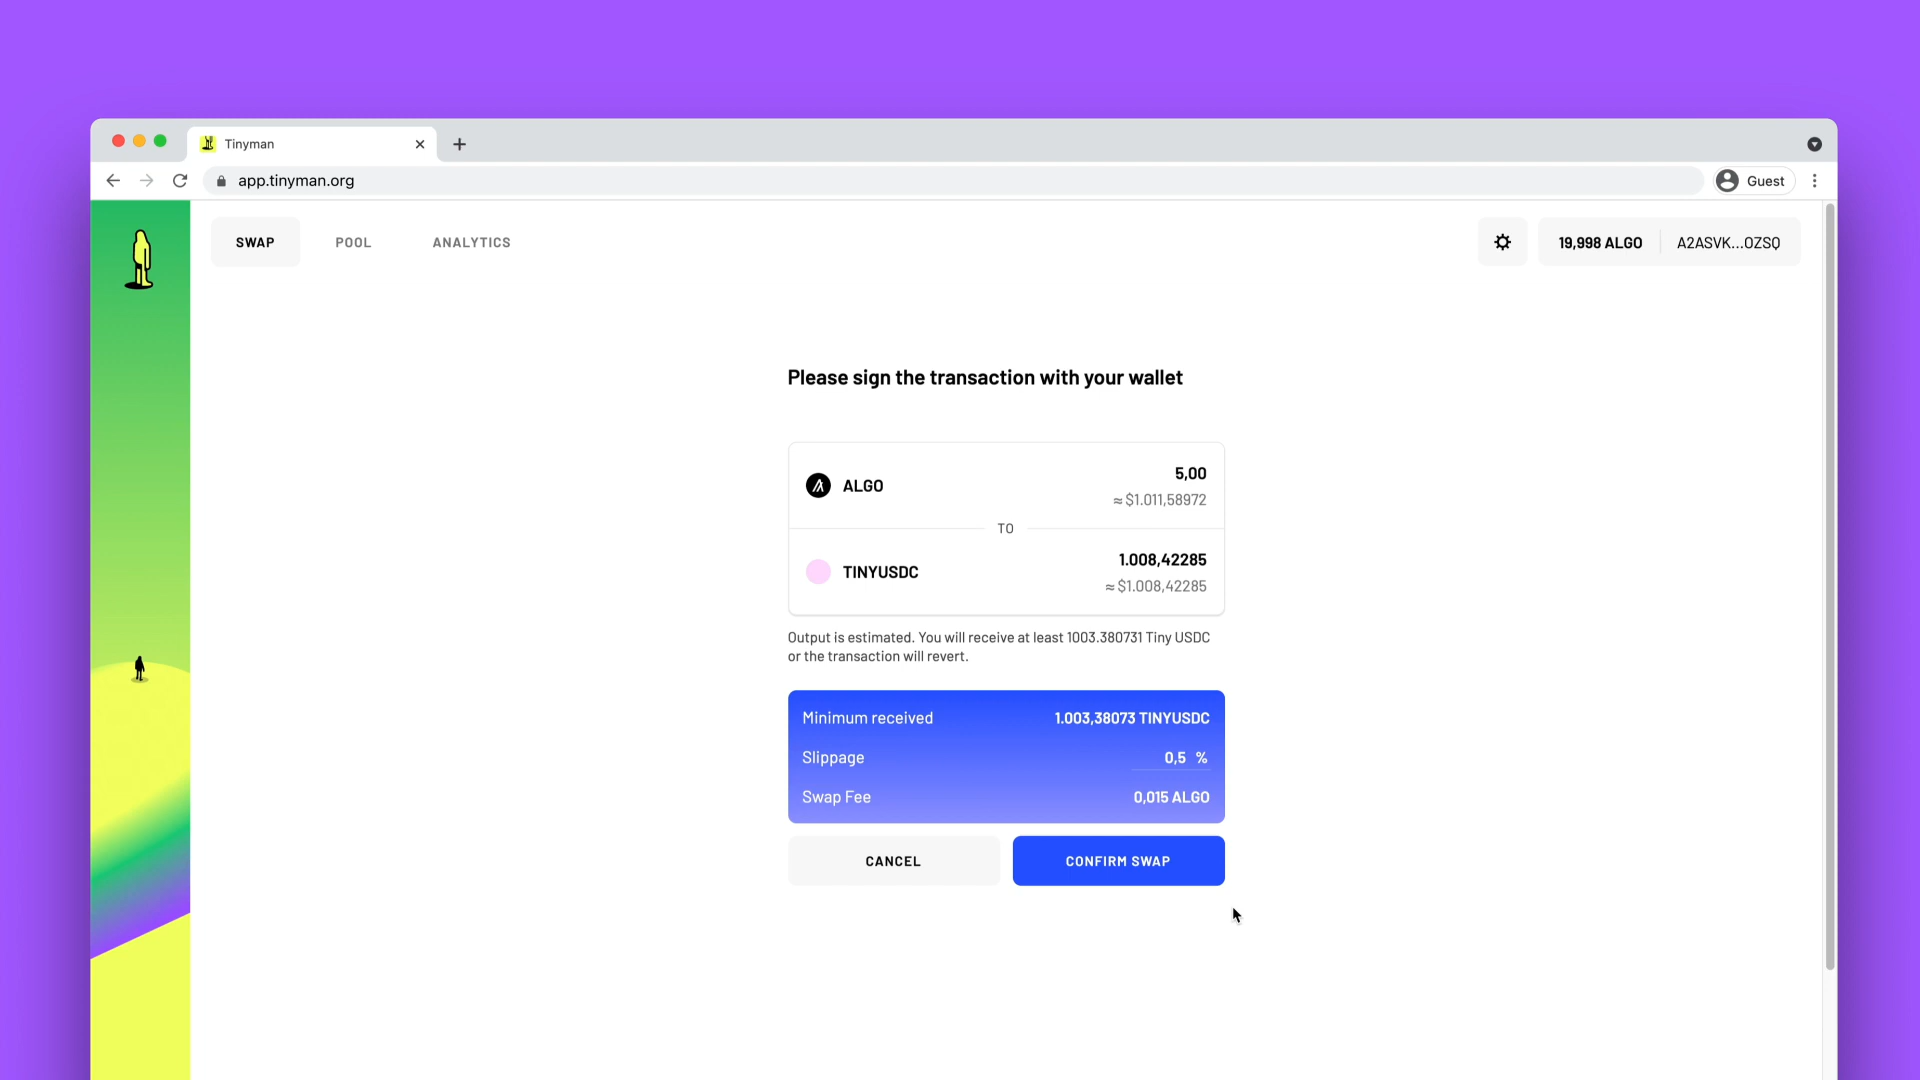 Tinyman
app.tinyman.org
Guest
SWAP
POOL
ANALYTICS
19,998 ALGO
A2ASVK...OZSQ
Please sign the transaction with your wallet
ALGO
5,00
≈ $1.011,58972
TO
TINYUSDC
1.008,42285
≈ $1.008,42285
Output is estimated. You will receive at least 1003.380731 Tiny USDC
or the transaction will revert.
Minimum received
1.003,38073 TINYUSDC
Slippage
0,5 %
Swap Fee
0,015 ALGO
CANCEL
CONFIRM SWAP